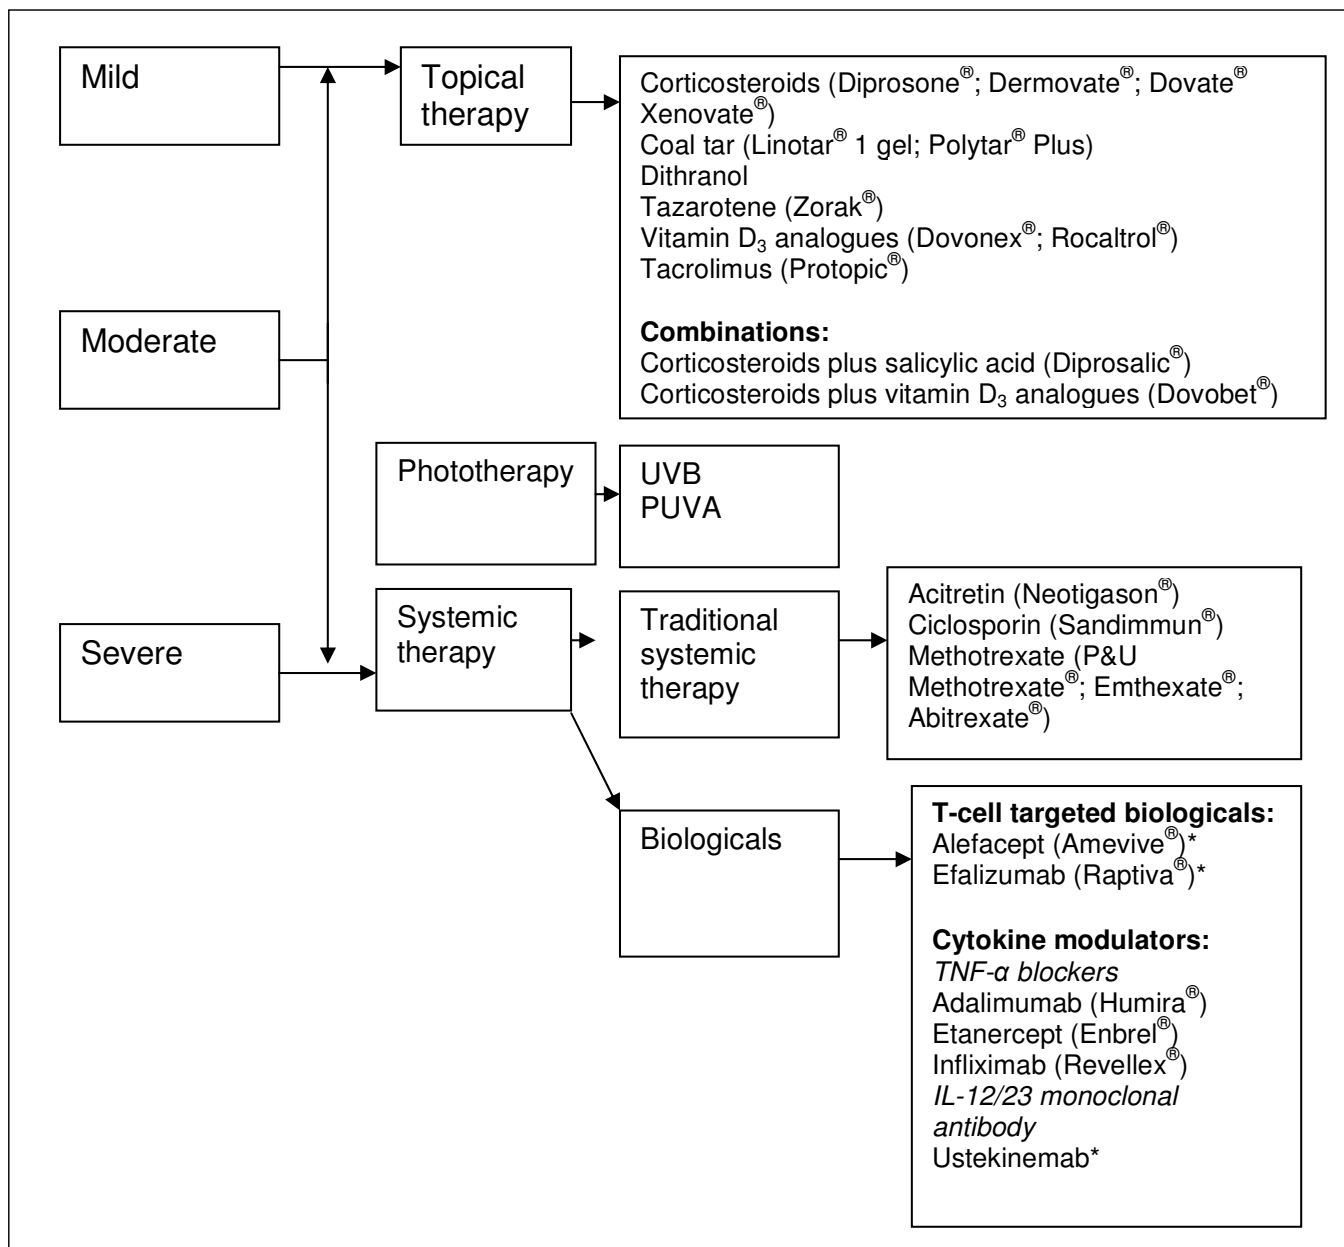 Mild
Topical
therapy
Corticosteroids (Diprosone®; Dermovate®; Dovate®
Xenovate®)
Coal tar (Linotar® 1 gel; Polytar® Plus)
Dithranol
Tazarotene (Zorak®)
Vitamin D₃ analogues (Dovonex®; Rocaltrol®)
Tacrolimus (Protopic®)
Combinations:
Corticosteroids plus salicylic acid (Diprosalic®)
Corticosteroids plus vitamin D₃ analogues (Dovobet®)
Moderate
Phototherapy
UVB
PUVA
Severe
Systemic
therapy
Traditional
systemic
therapy
Acitretin (Neotigason®)
Ciclosporin (Sandimmun®)
Methotrexate (P&U
Methotrexate®; Emthexate®;
Abitrexate®)
Biologicals
T-cell targeted biologicals:
Alefacept (Amevive®)*
Efalizumab (Raptiva®)*
Cytokine modulators:
TNF-α blockers
Adalimumab (Humira®)
Etanercept (Enbrel®)
Infliximab (Revellex®)
IL-12/23 monoclonal
antibody
Ustekinemab*